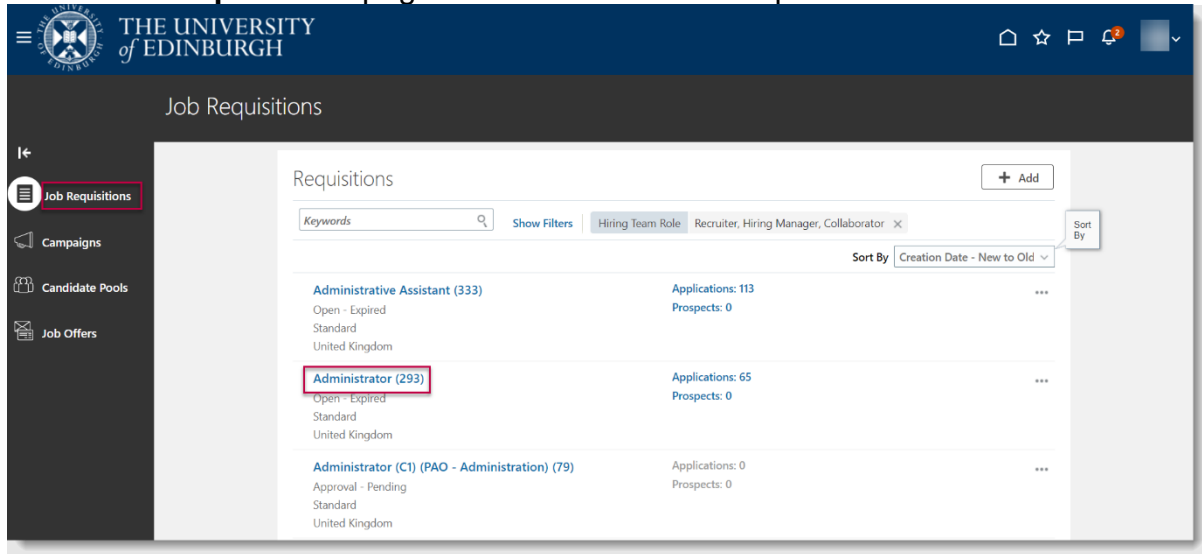 THE UNIVERSITY
of EDINBURGH
2
Job Requisitions
Job Requisitions
Campaigns
Candidate Pools
Job Offers
Requisitions
+ Add
Keywords
Show Filters
Hiring Team Role Recruiter, Hiring Manager, Collaborator ×
Sort By
Sort By Creation Date - New to Old
Administrative Assistant (333)
Applications: 113
Open - Expired
Prospects: 0
Standard
United Kingdom
Administrator (293)
Applications: 65
Open - Expired
Prospects: 0
Standard
United Kingdom
Administrator (C1) (PAO - Administration) (79)
Applications: 0
Approval - Pending
Prospects: 0
Standard
United Kingdom